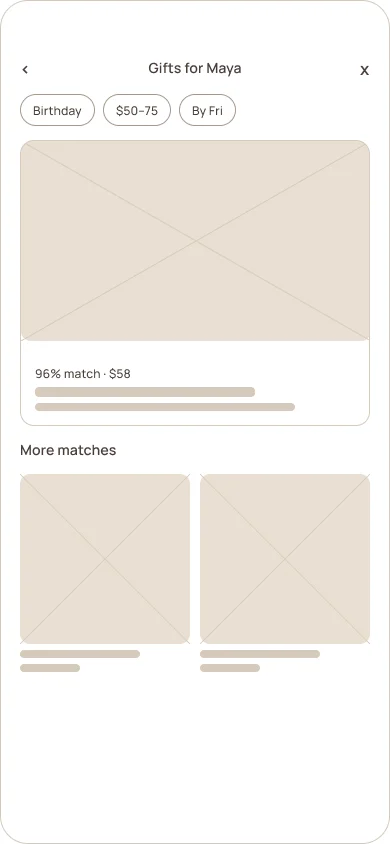 ‹ Gifts for Maya X
Birthday $50–75 By Fri
96% match · $58
More matches